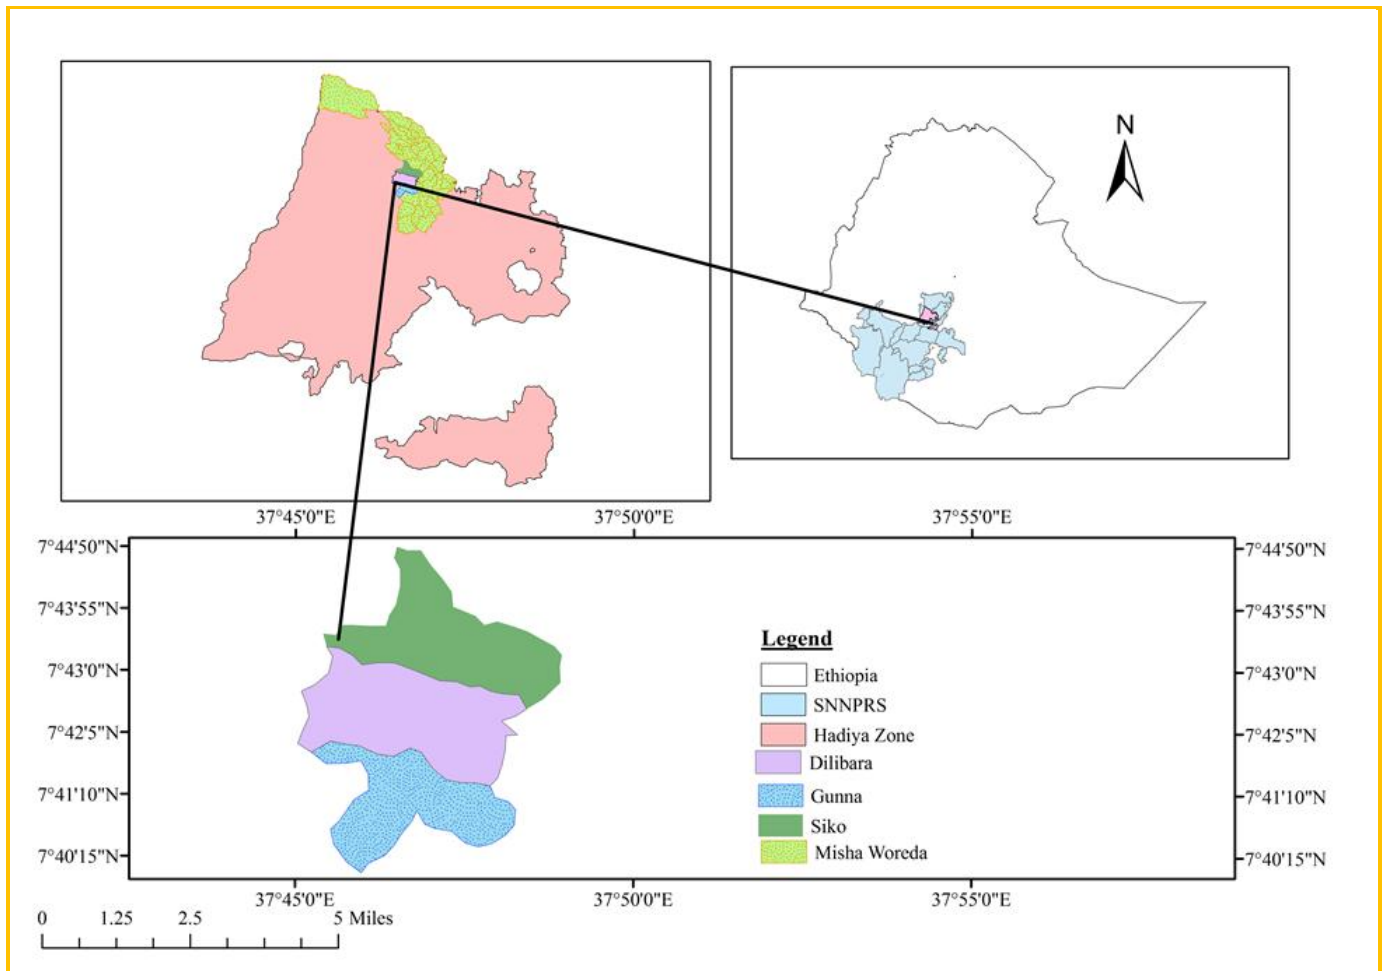 N
37°45'0"E 37°50'0"E 37°55'0"E
7°44'50"N 7°44'50"N
7°43'55"N 7°43'55"N
Legend
7°43'0"N Ethiopia 7°43'0"N
SNNPRS
7°42'5"N Hadiya Zone 7°42'5"N
Dilibara
7°41'10"N Gunna 7°41'10"N
Siko
7°40'15"N Misha Woreda 7°40'15"N
37°45'0"E 37°50'0"E 37°55'0"E
0 1.25 2.5 5 Miles